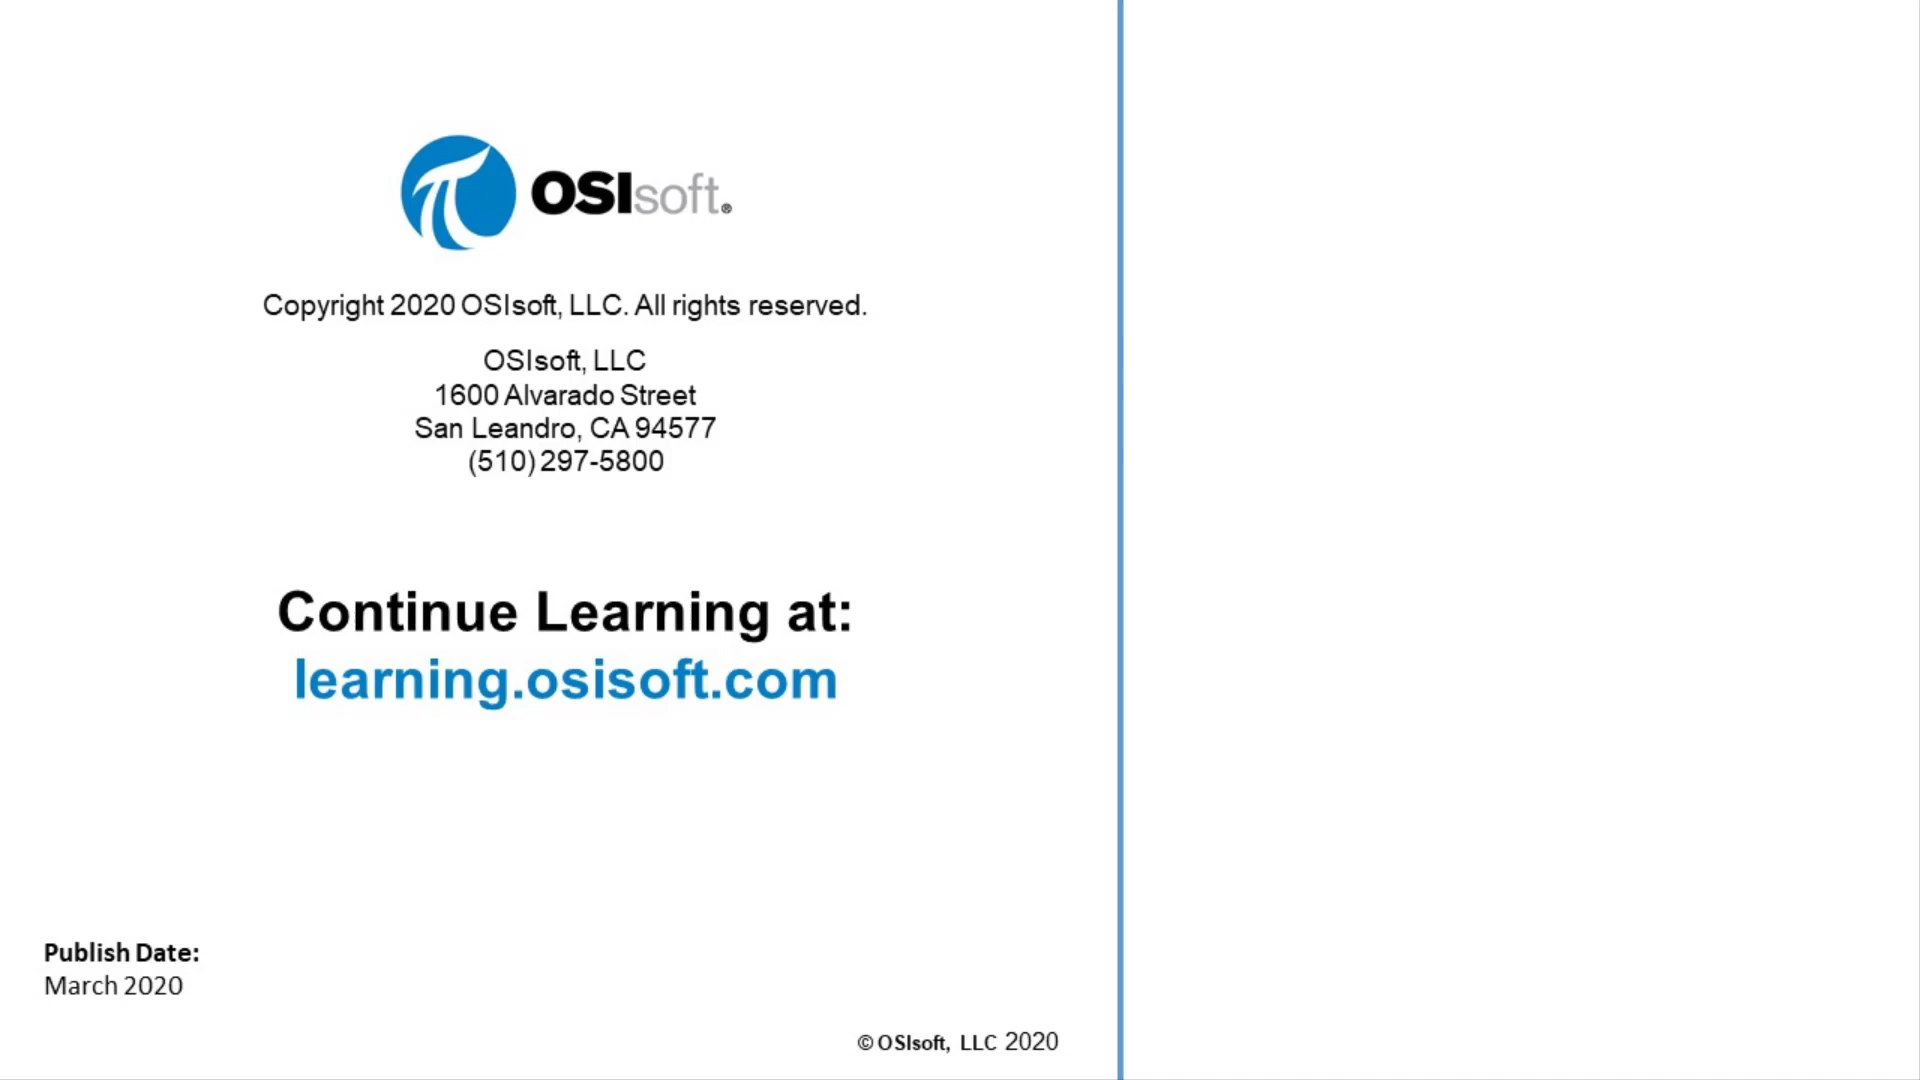 OSIsoft®
Copyright 2020 OSIsoft, LLC. All rights reserved.
OSIsoft, LLC
1600 Alvarado Street
San Leandro, CA 94577
(510) 297-5800
Continue Learning at:
learning.osisoft.com
Publish Date:
March 2020
© OSIsoft, LLC 2020